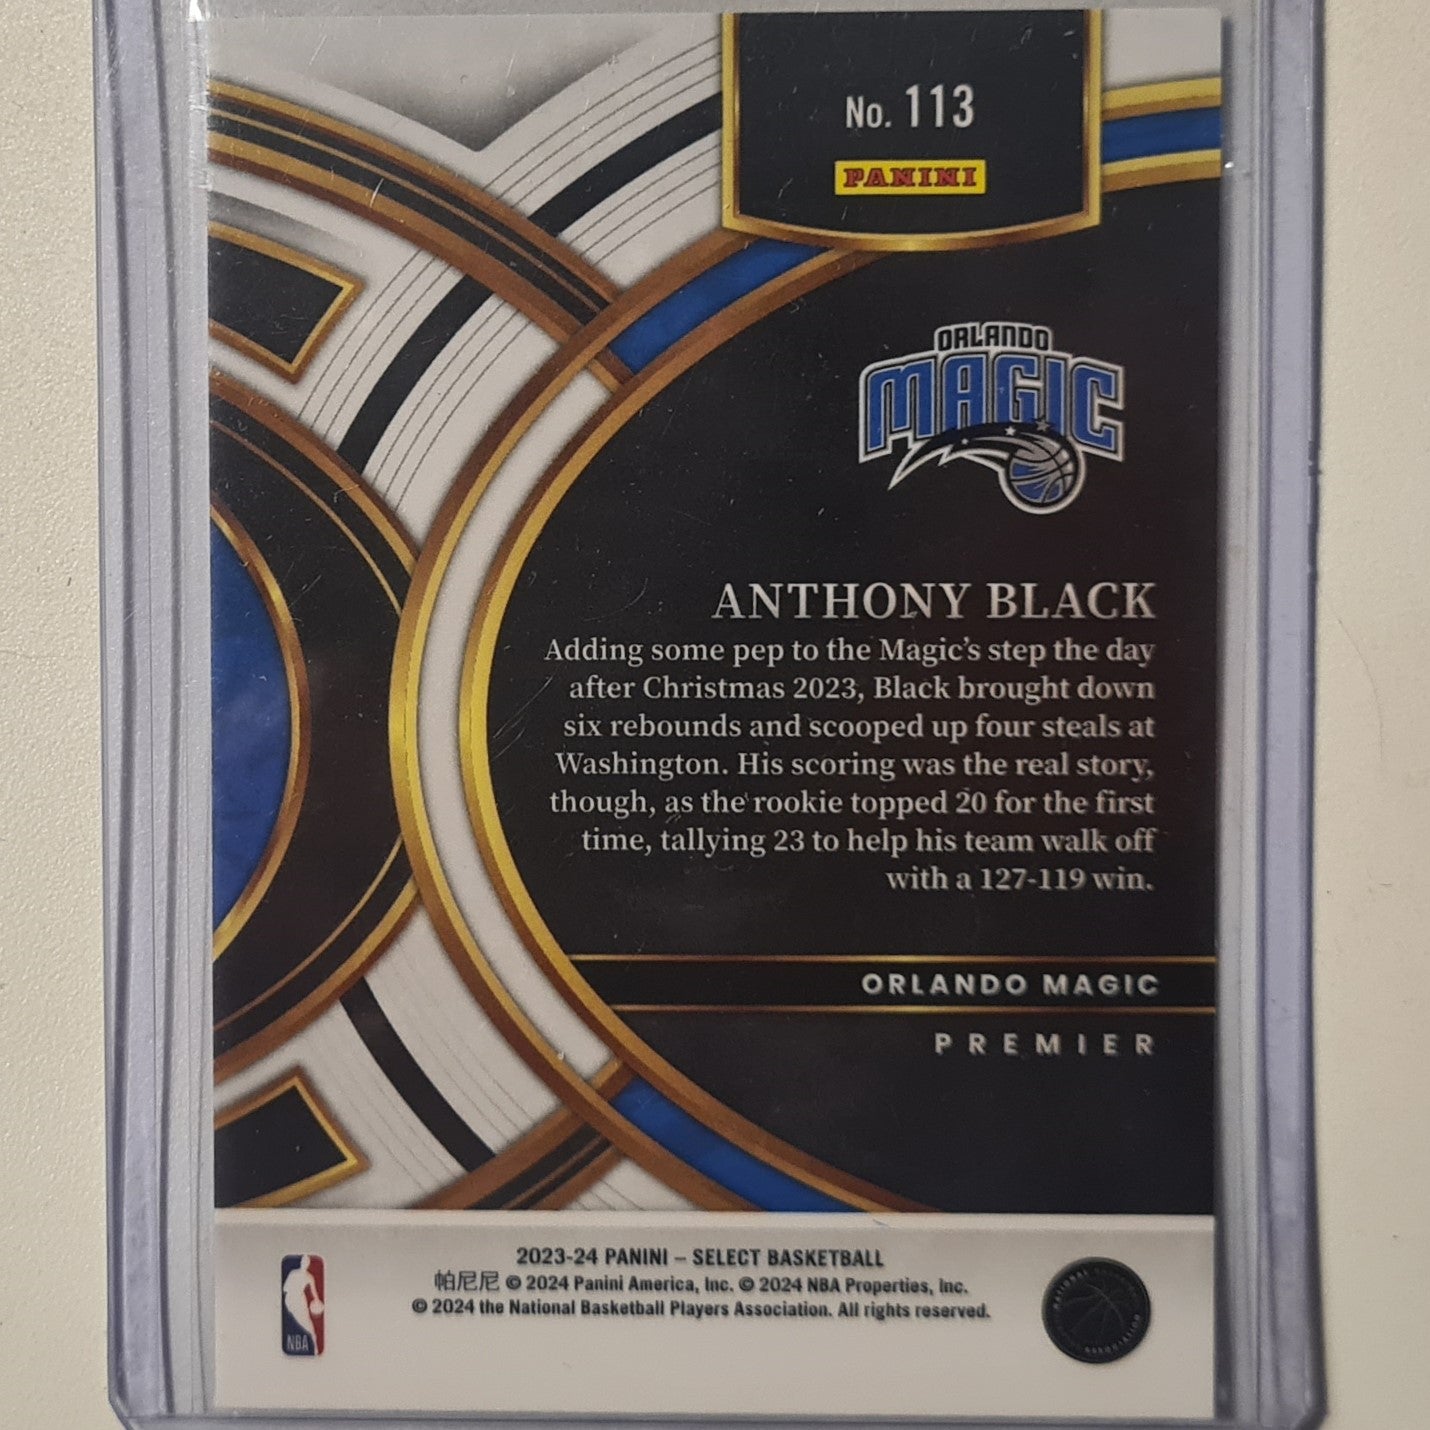 No. 113
PANINI
ORLANDO
MAGIC
ANTHONY BLACK
Adding some pep to the Magic's step the day
after Christmas 2023, Black brought down
six rebounds and scooped up four steals at
Washington. His scoring was the real story,
though, as the rookie topped 20 for the first
time, tallying 23 to help his team walk off
with a 127-119 win.
ORLANDO MAGIC
PREMIER
2023-24 PANINI – SELECT BASKETBALL
帕尼尼 © 2024 Panini America, Inc. © 2024 NBA Properties, Inc.
© 2024 the National Basketball Players Association. All rights reserved.
NBA